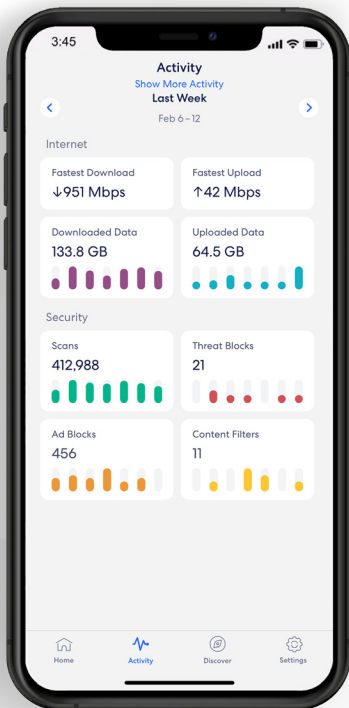 3:45
Activity
Show More Activity
Last Week
Feb 6 – 12
Internet
Fastest Download
↓951 Mbps
Fastest Upload
↑42 Mbps
Downloaded Data
133.8 GB
Uploaded Data
64.5 GB
Security
Scans
412,988
Threat Blocks
21
Ad Blocks
456
Content Filters
11
Home
Activity
Discover
Settings